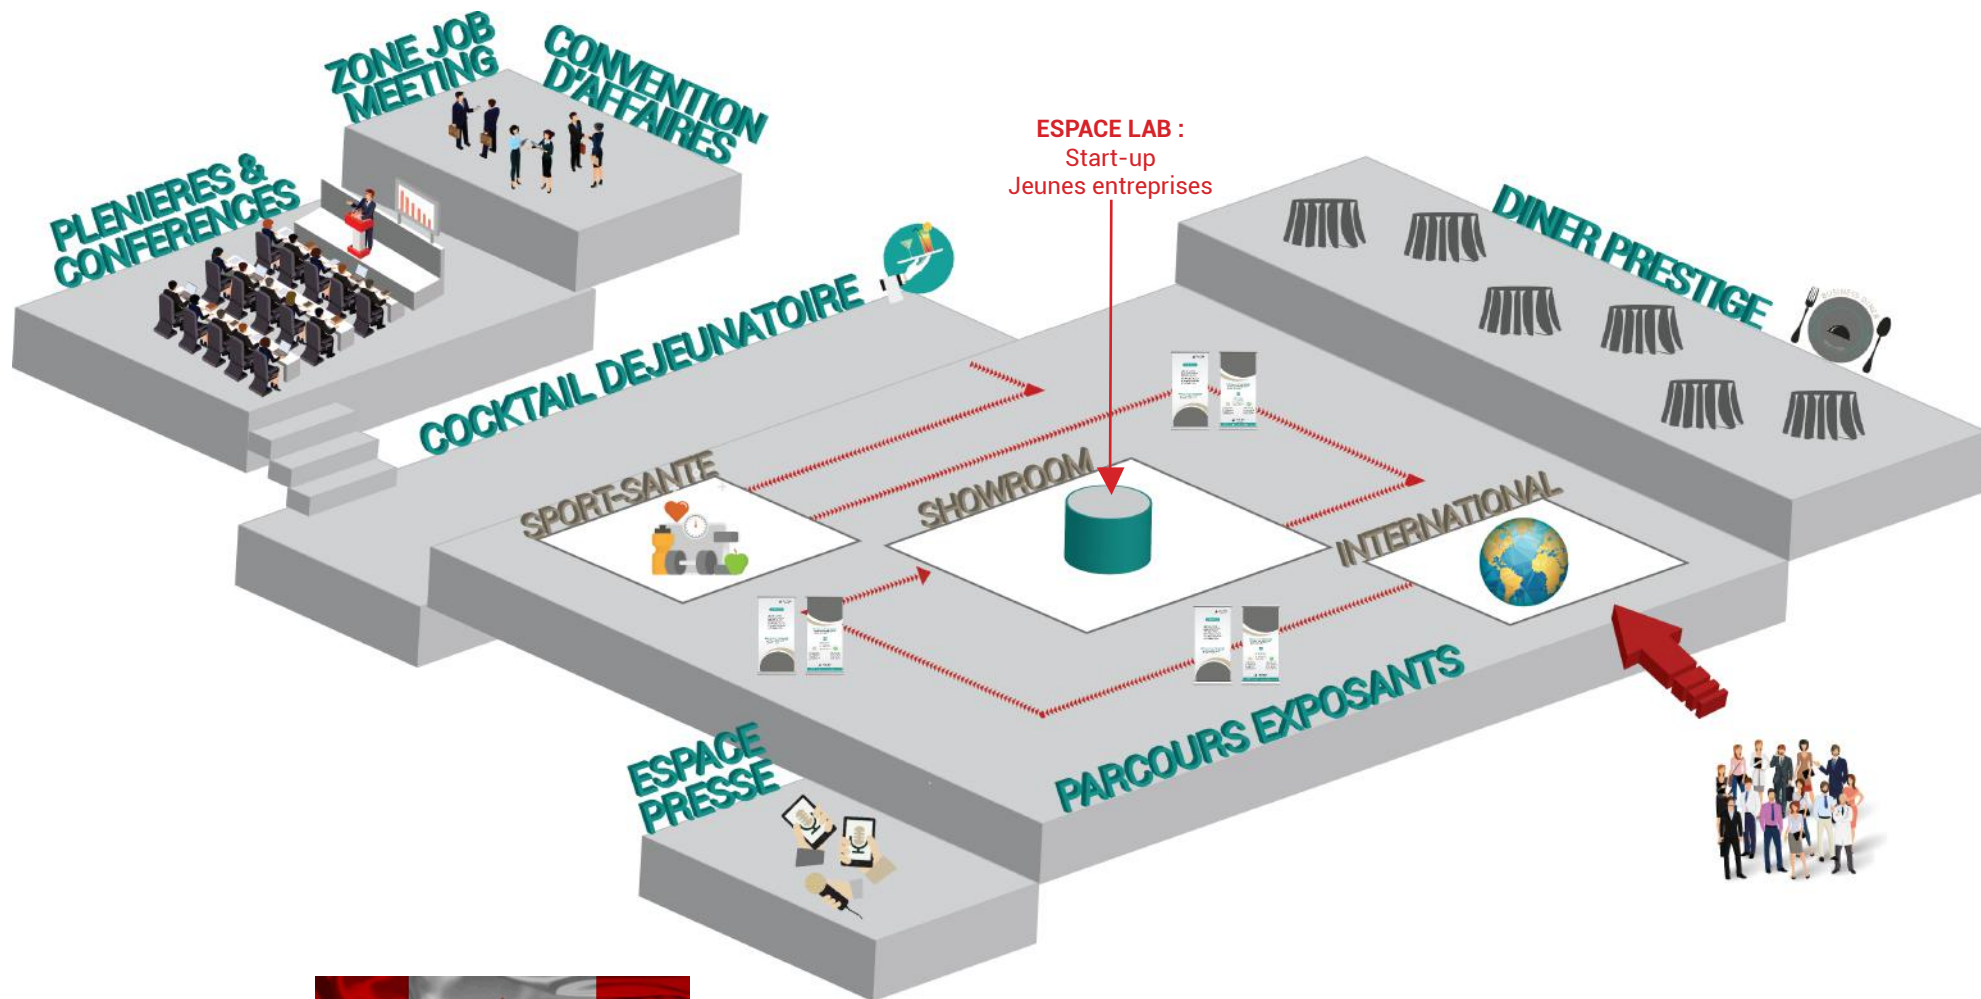 ZONE JOB
MEETING
CONVENTION
D'AFFAIRES
PLENIERES &
CONFERENCES
ESPACE LAB :
Start-up
Jeunes entreprises
DINER PRESTIGE
COCKTAIL DEJEUNATOIRE
SPORT-SANTE
SHOWROOM
INTERNATIONAL
PARCOURS EXPOSANTS
ESPACE
PRESSE